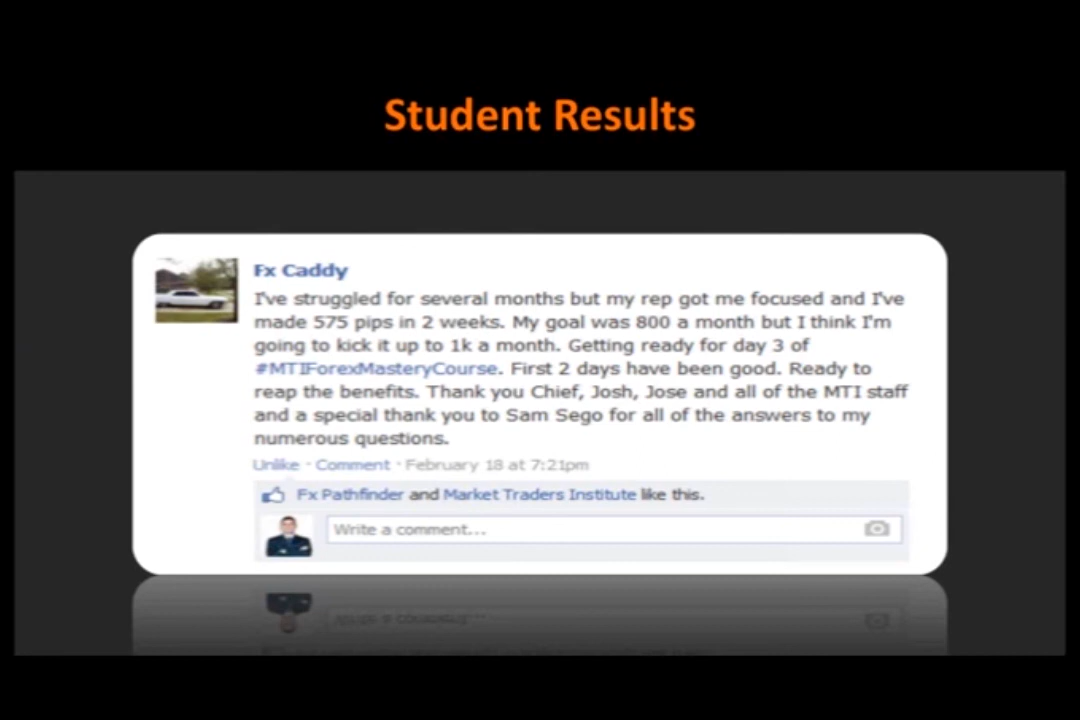 Student Results
Fx Caddy
I've struggled for several months but my rep got me focused and I've
made 575 pips in 2 weeks. My goal was 800 a month but I think I'm
going to kick it up to 1k a month. Getting ready for day 3 of
#MTIForexMasteryCourse. First 2 days have been good. Ready to
reap the benefits. Thank you Chief, Josh, Jose and all of the MTI staff
and a special thank you to Sam Sego for all of the answers to my
numerous questions.
Unlike · Comment · February 18 at 7:21pm
Fx Pathfinder and Market Traders Institute like this.
Write a comment...